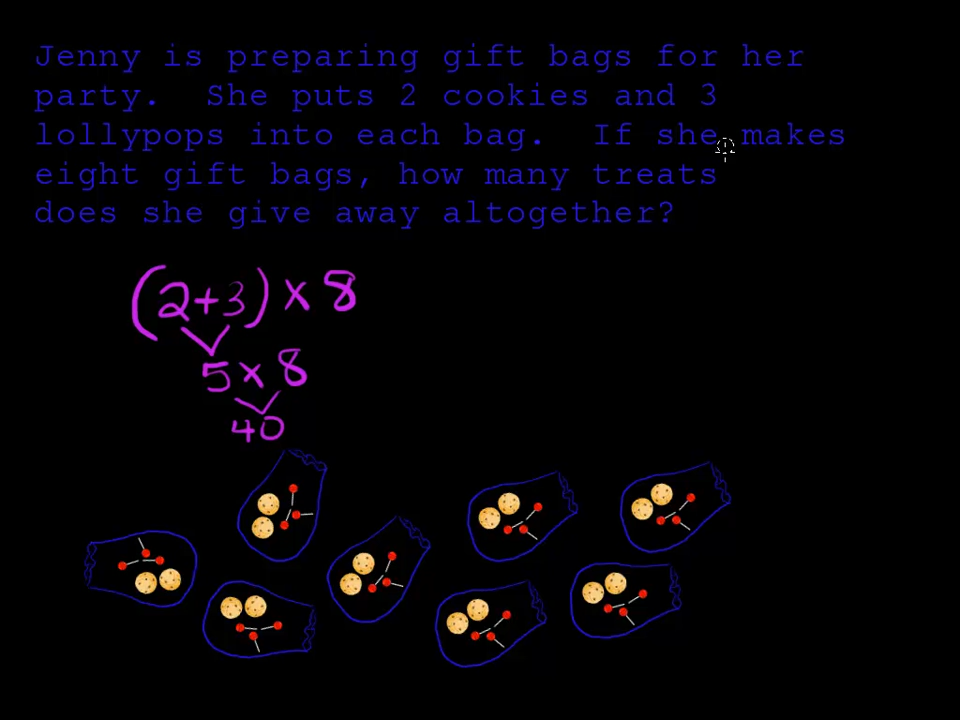 Jenny is preparing gift bags for her
party.  She puts 2 cookies and 3
lollypops into each bag.  If she makes
eight gift bags, how many treats
does she give away altogether?
(2+3) × 8
5 × 8
40